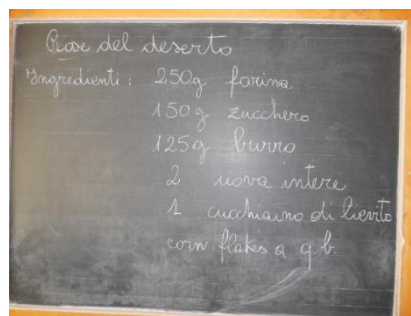 Rose del deserto
Ingredienti: 250g farina
150g zucchero
125g burro
2 uova intere
1 cucchiaino di lievito
corn flakes a q.b.